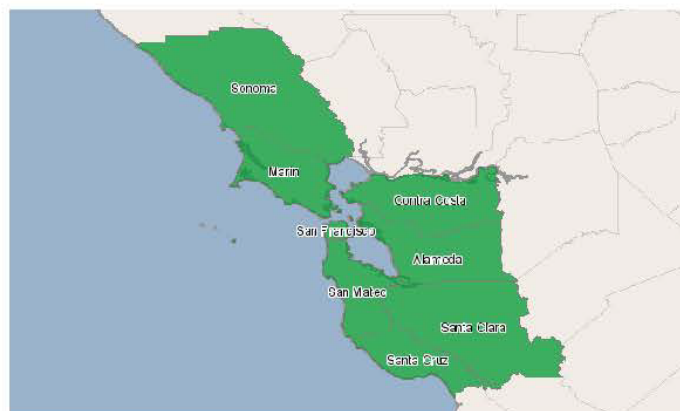 Sonoma
Marin
Contra Costa
San Francisco
Alameda
San Mateo
Santa Clara
Santa Cruz